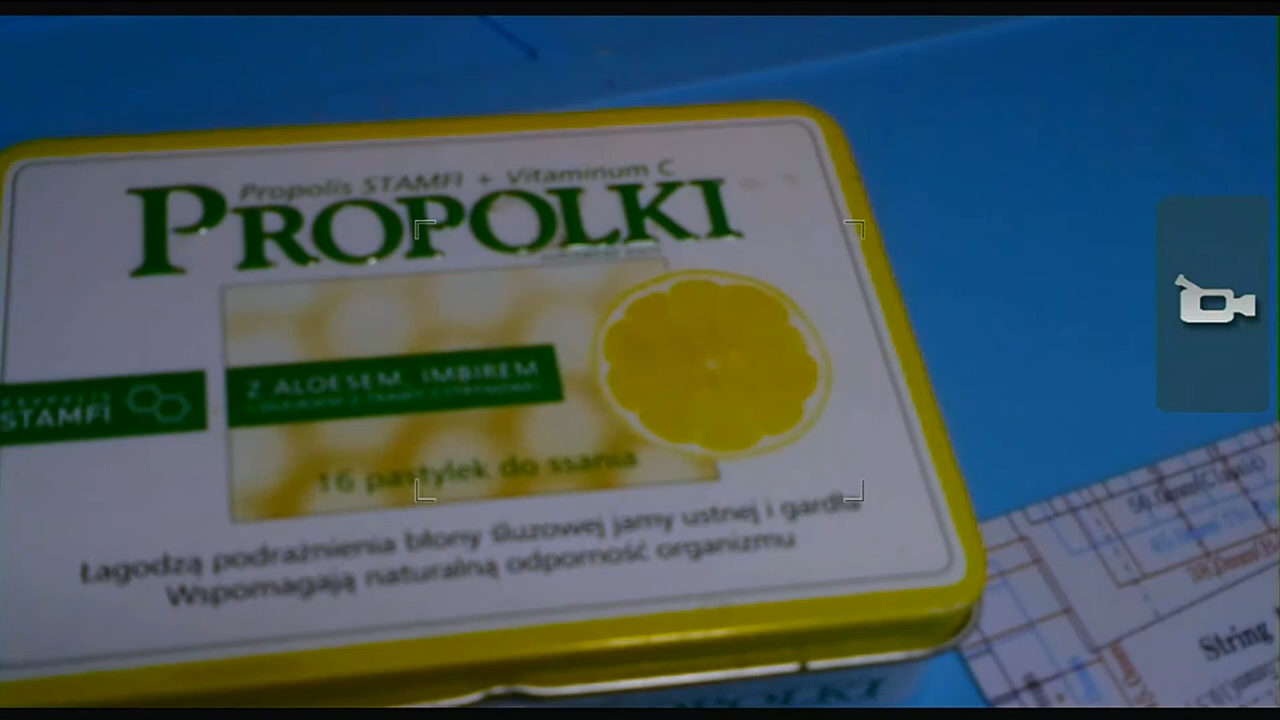 Propolis STAMFI + Vitaminum C
PROPOLKI
STAMFI
Z ALOESEM, IMBIREM
16 pastylek do ssania
Łagodzą podrażnienia błony śluzowej jamy ustnej i gardła
Wspomagają naturalną odporność organizmu
PROPOLKI
String